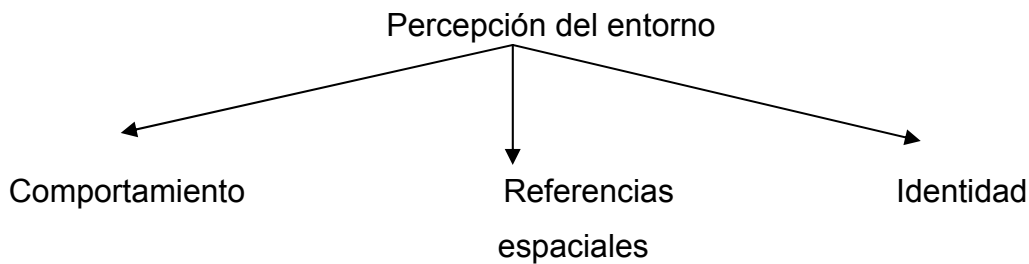 Percepción del entorno
Comportamiento Referencias Identidad
espaciales